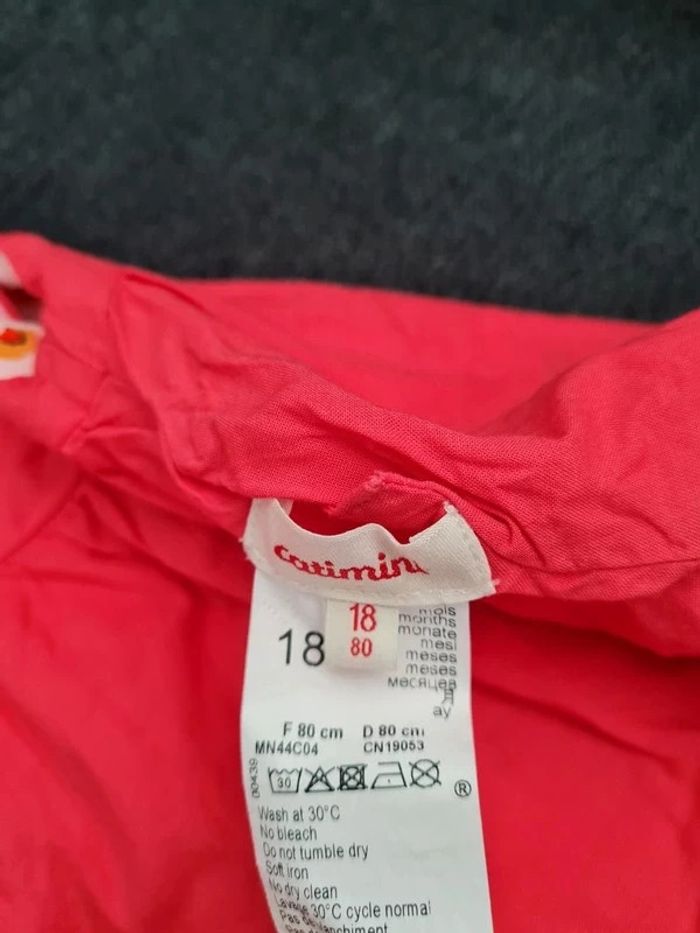 catimini
18
80
18
mois
months
monate
mesi
meses
meses
месяцев
ay
F 80 cm D 80 cm
MN44C04 CN19053
00439
30
®
Wash at 30°C
No bleach
Do not tumble dry
Soft iron
No dry clean
Lavage 30°C cycle normal
Pas de